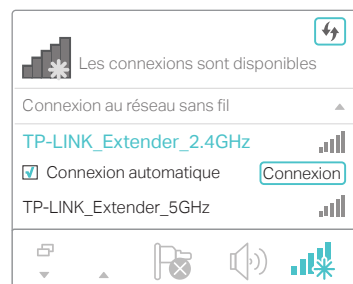 Les connexions sont disponibles
Connexion au réseau sans fil
TP-LINK_Extender_2.4GHz
Connexion automatique
Connexion
TP-LINK_Extender_5GHz